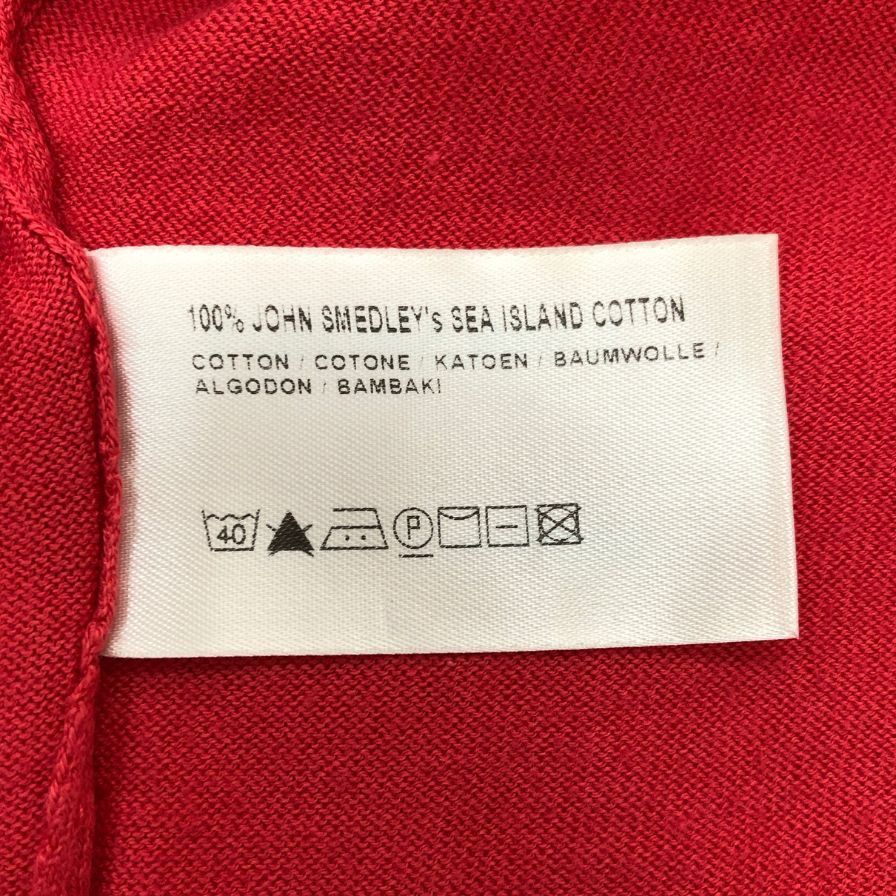 100% JOHN SMEDLEY's SEA ISLAND COTTON
COTTON / COTONE / KATOEN / BAUMWOLLE /
ALGODON / BAMBAKI
40 P